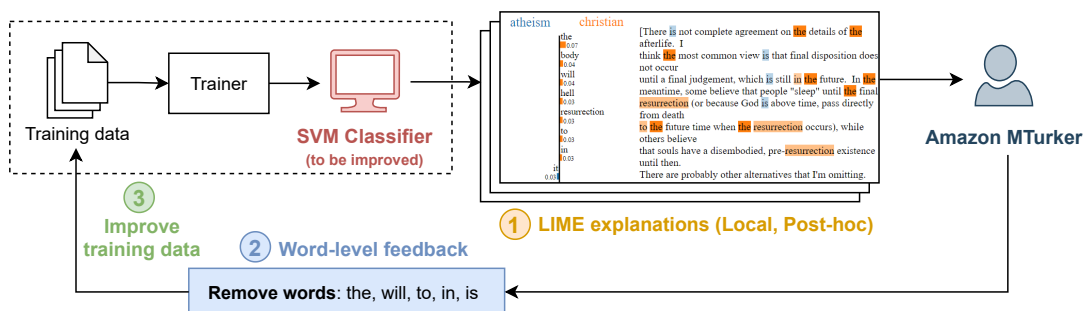 Training data
Trainer
SVM Classifier
(to be improved)
atheism christian
the
0.07
body
0.04
will
0.04
hell
0.03
resurrection
0.03
to
0.03
in
0.03
it
0.03
[There is not complete agreement on the details of the
afterlife. I
think the most common view is that final disposition does
not occur
until a final judgement, which is still in the future. In the
meantime, some believe that people "sleep" until the final
resurrection (or because God is above time, pass directly
from death
to the future time when the resurrection occurs), while
others believe
that souls have a disembodied, pre-resurrection existence
until then.
There are probably other alternatives that I'm omitting.
Amazon MTurker
1 LIME explanations (Local, Post-hoc)
2 Word-level feedback
Remove words: the, will, to, in, is
3
Improve
training data